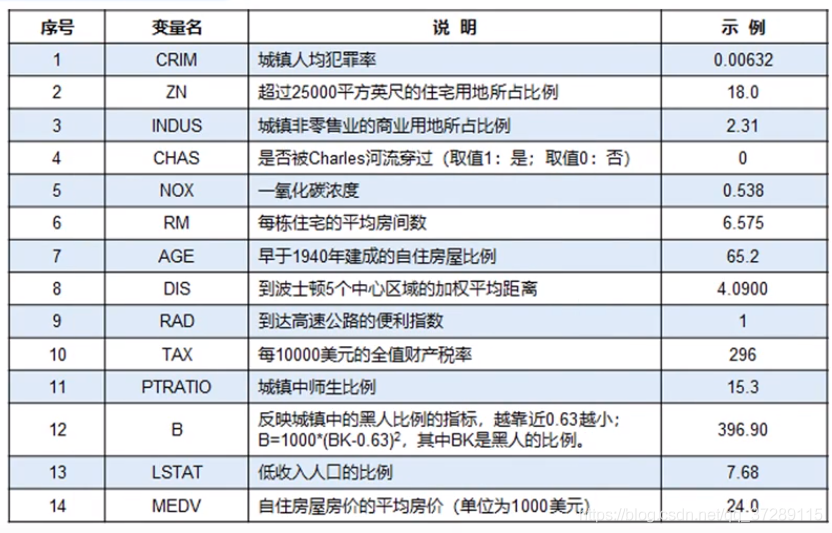 序号 变量名 说 明 示 例
1 CRIM 城镇人均犯罪率 0.00632
2 ZN 超过25000平方英尺的住宅用地所占比例 18.0
3 INDUS 城镇非零售业的商业用地所占比例 2.31
4 CHAS 是否被Charles河流穿过（取值1：是；取值0：否） 0
5 NOX 一氧化碳浓度 0.538
6 RM 每栋住宅的平均房间数 6.575
7 AGE 早于1940年建成的自住房屋比例 65.2
8 DIS 到波士顿5个中心区域的加权平均距离 4.0900
9 RAD 到达高速公路的便利指数 1
10 TAX 每10000美元的全值财产税率 296
11 PTRATIO 城镇中师生比例 15.3
12 B 反映城镇中的黑人比例的指标，越靠近0.63越小； 396.90
B=1000*(BK-0.63)²，其中BK是黑人的比例。
13 LSTAT 低收入人口的比例 7.68
14 MEDV 自住房屋房价的平均房价（单位为1000美元） 24.0
https://blog.csdn.net/qq_37289115